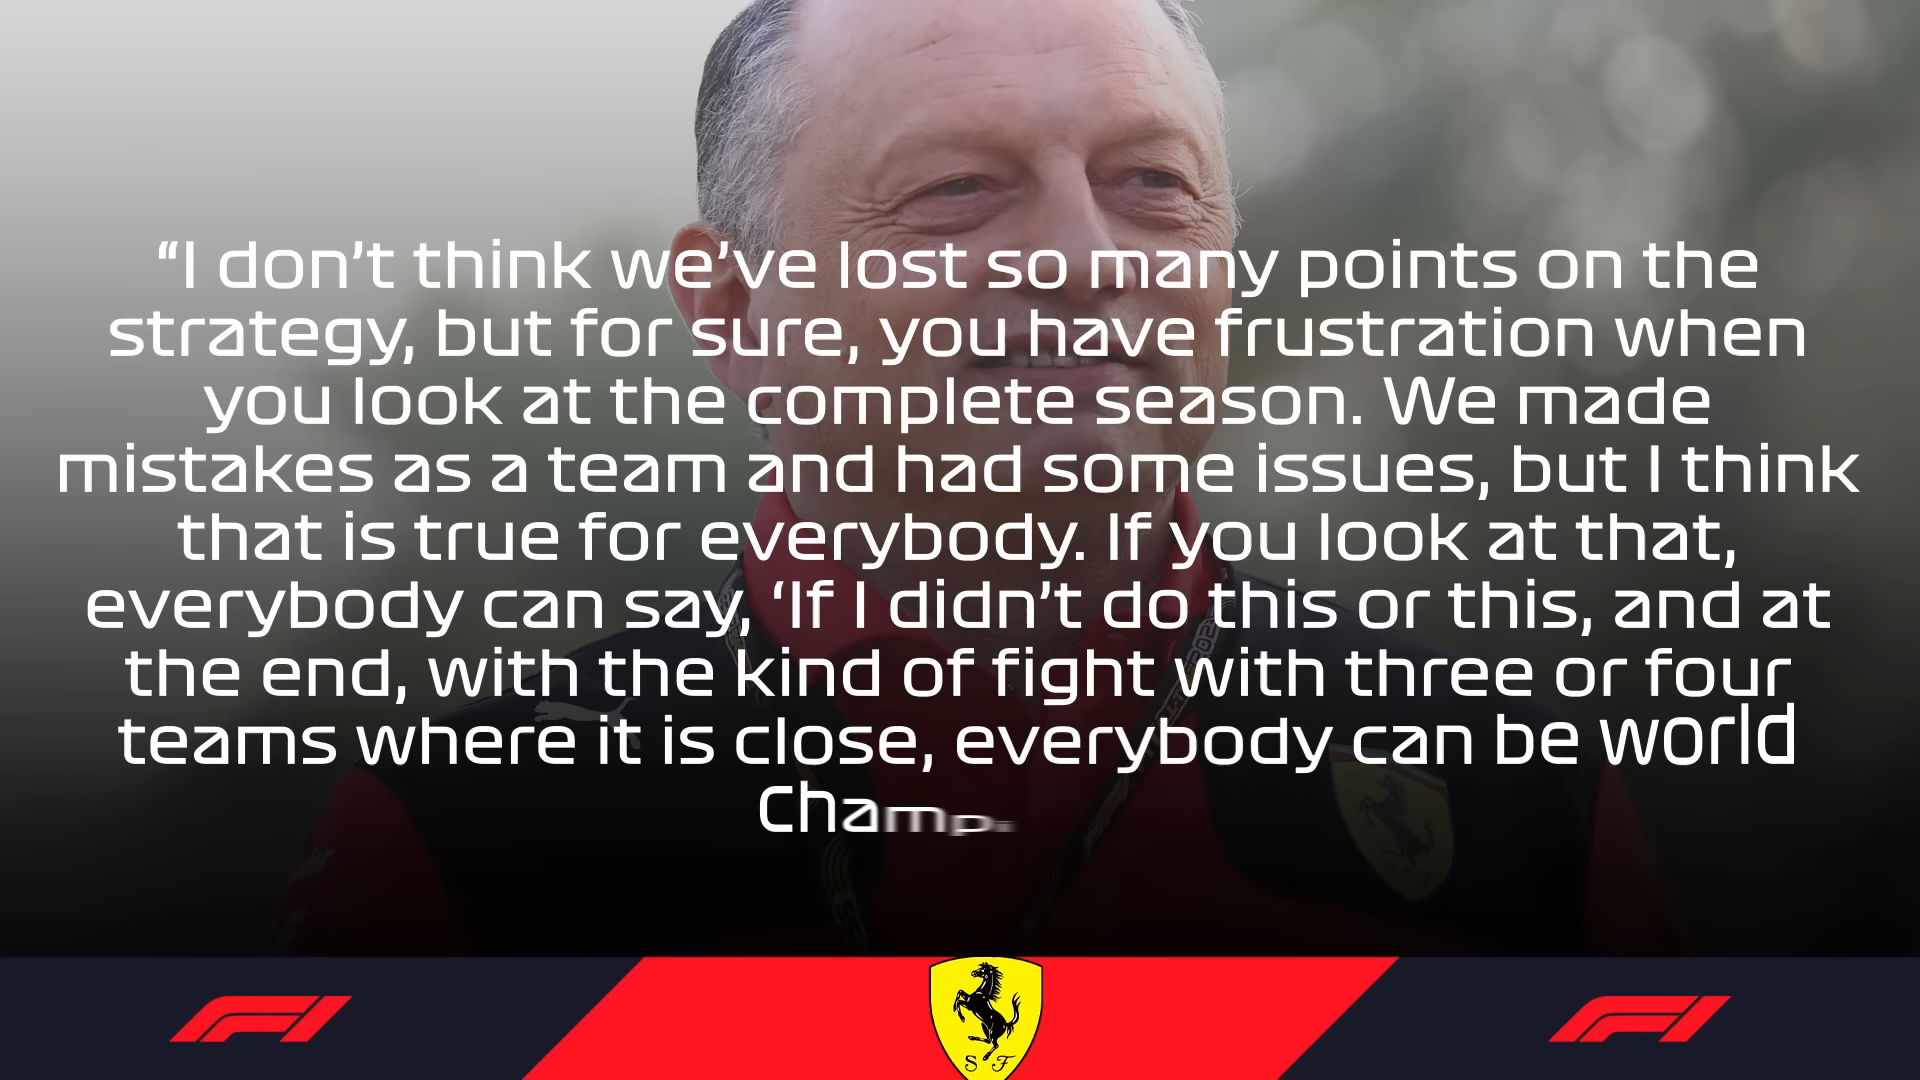 “I don’t think we’ve lost so many points on the
strategy, but for sure, you have frustration when
you look at the complete season. We made
mistakes as a team and had some issues, but I think
that is true for everybody. If you look at that,
everybody can say, ‘If I didn’t do this or this, and at
the end, with the kind of fight with three or four
teams where it is close, everybody can be world
champ
F1
S F
F1